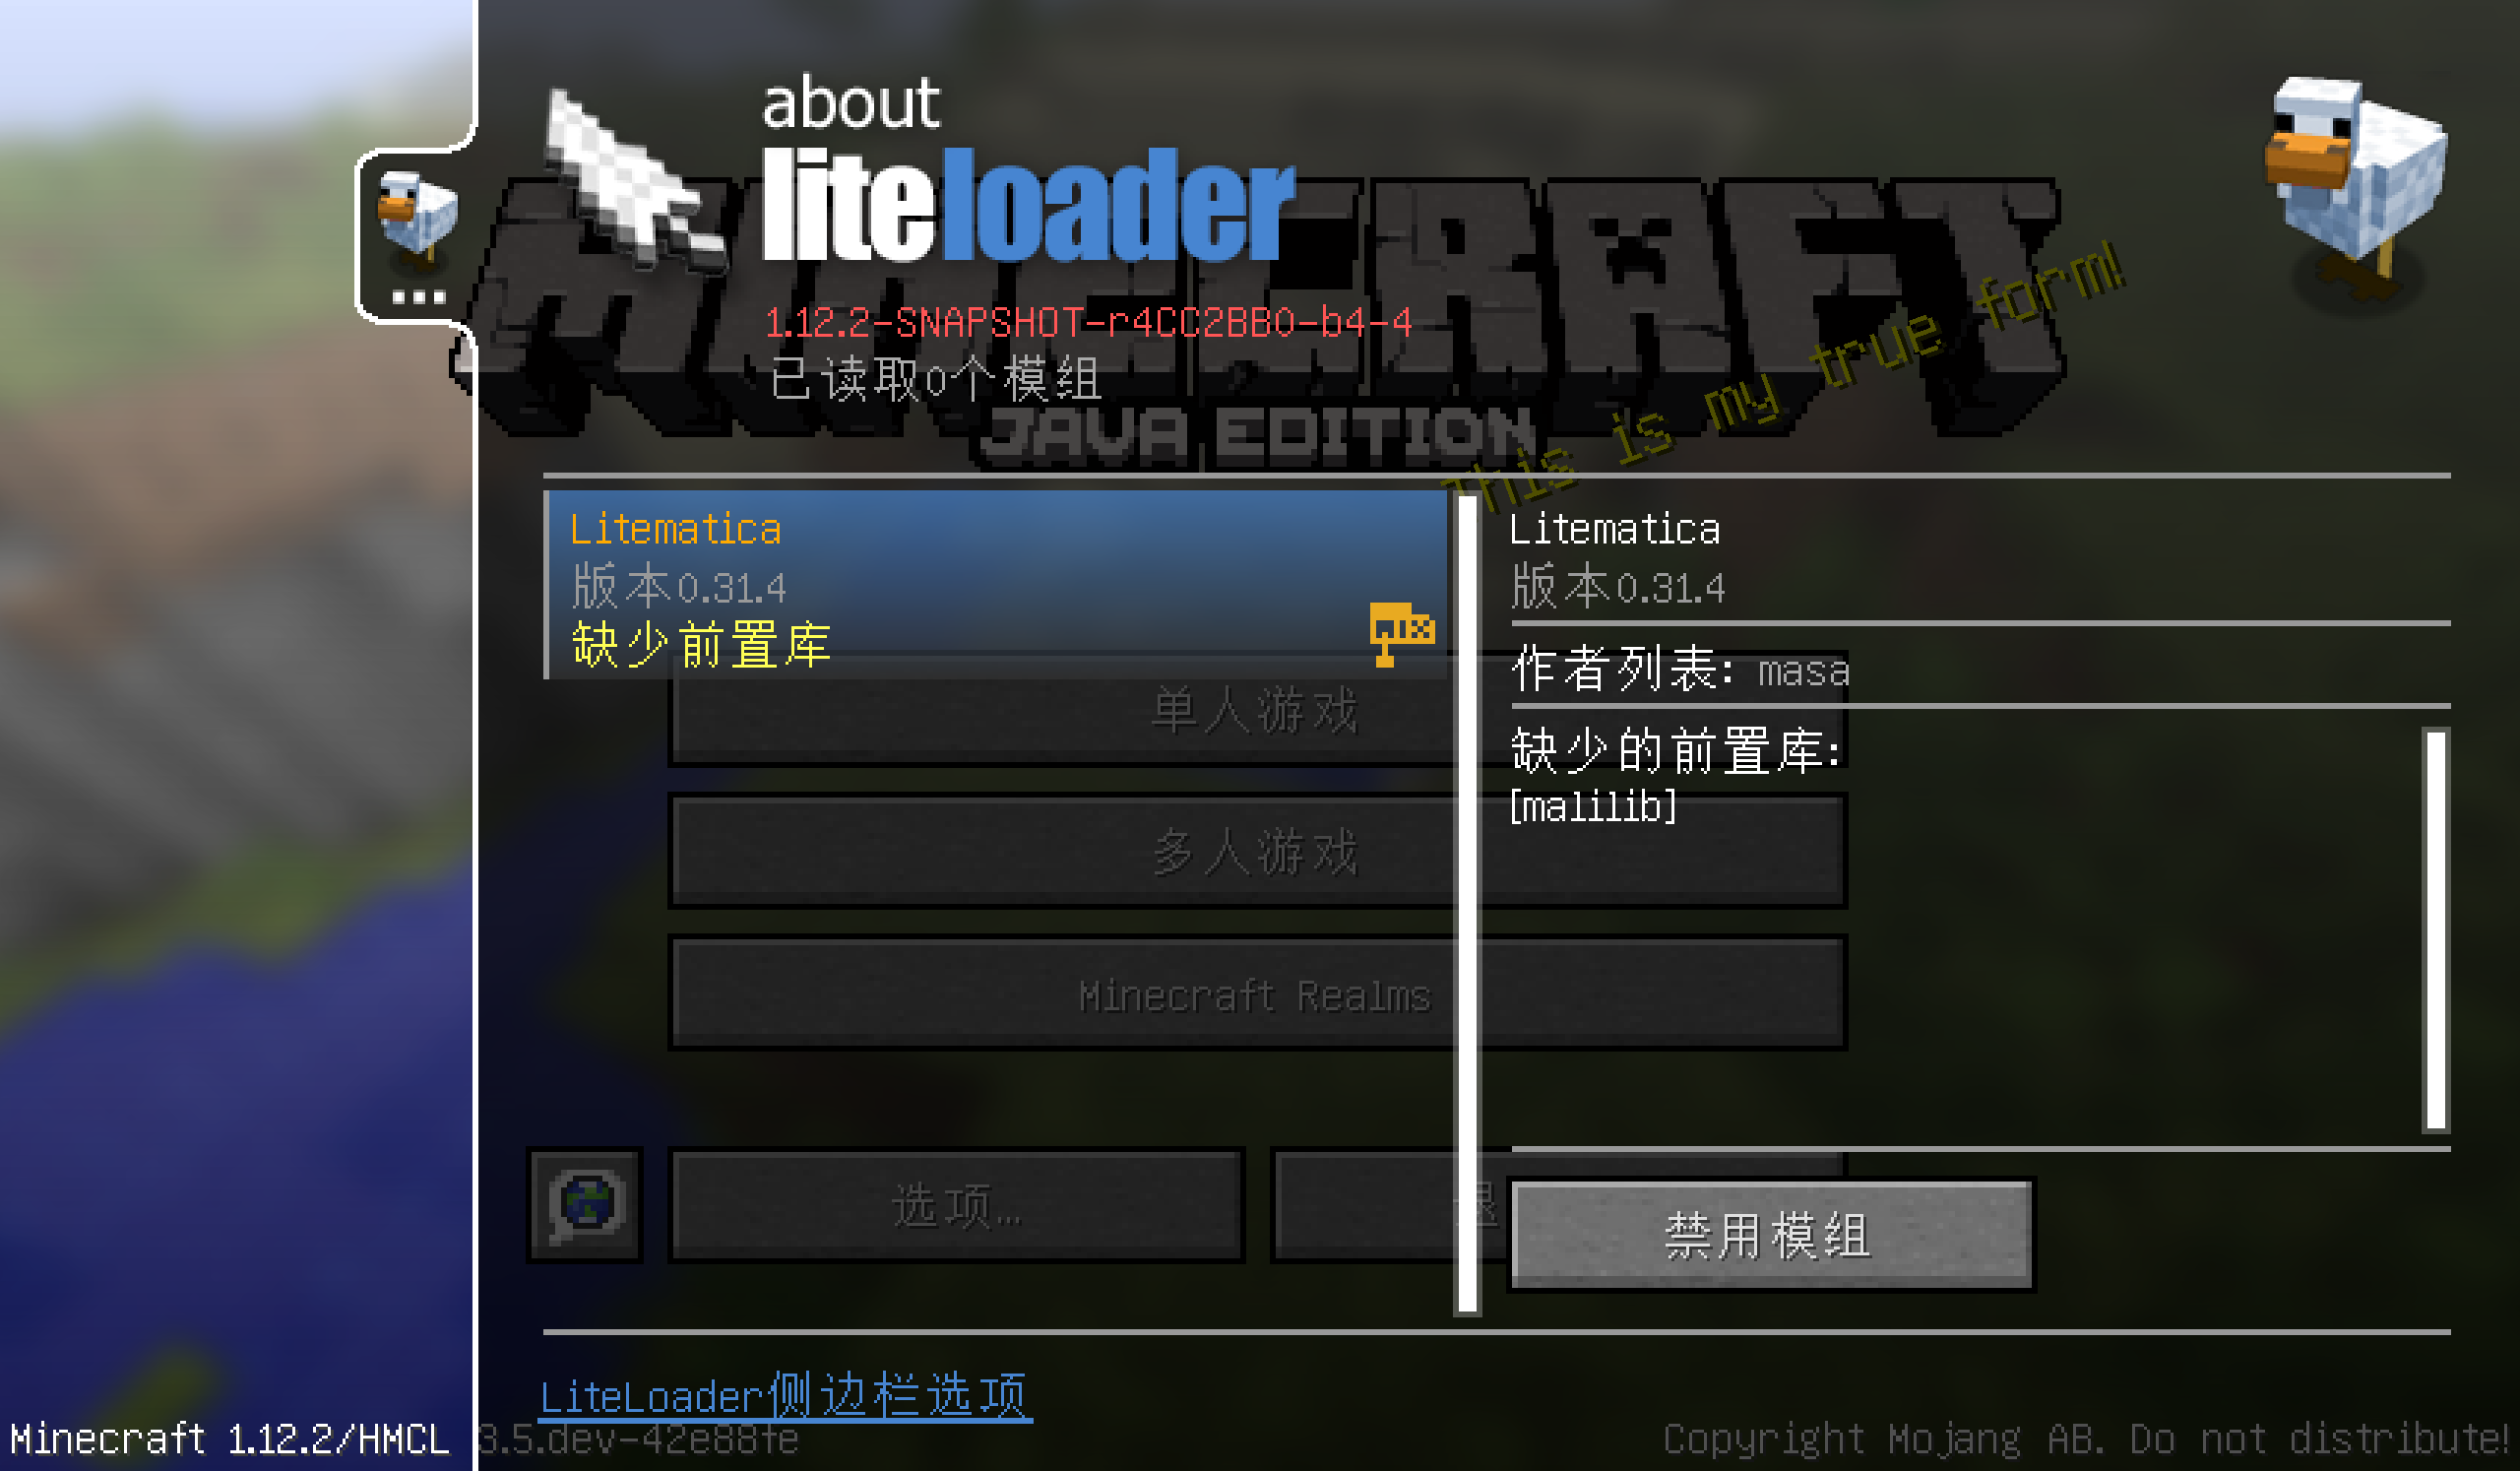 about
liteloader
MINECRAFT
1.12.2-SNAPSHOT-r4CC2BB0-b4-4
已读取0个模组
JAVA EDITION
This is my true form!
Litematica
版本0.31.4
缺少前置库
Litematica
版本0.31.4
作者列表: masa
缺少的前置库:
[malilib]
单人游戏
多人游戏
Minecraft Realms
选项...
退
禁用模组
LiteLoader侧边栏选项
Minecraft 1.12.2/HMCL 3.5.dev-42e88fe
Copyright Mojang AB. Do not distribute!